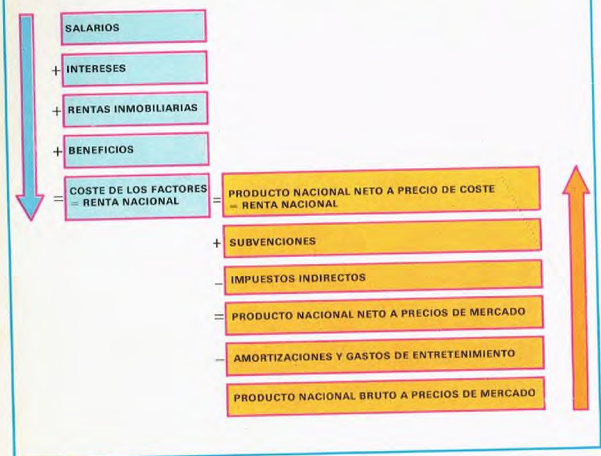 SALARIOS
+ INTERESES
+ RENTAS INMOBILIARIAS
+ BENEFICIOS
= COSTE DE LOS FACTORES
= RENTA NACIONAL
= PRODUCTO NACIONAL NETO A PRECIO DE COSTE
= RENTA NACIONAL
+ SUBVENCIONES
− IMPUESTOS INDIRECTOS
= PRODUCTO NACIONAL NETO A PRECIOS DE MERCADO
− AMORTIZACIONES Y GASTOS DE ENTRETENIMIENTO
PRODUCTO NACIONAL BRUTO A PRECIOS DE MERCADO